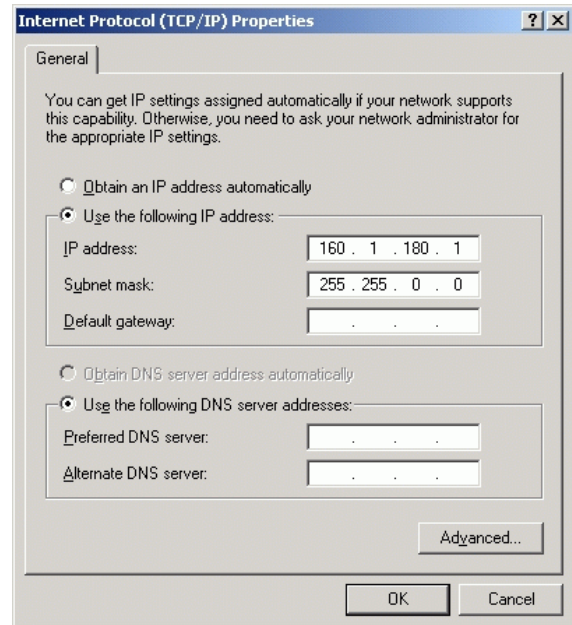 Internet Protocol (TCP/IP) Properties
General
You can get IP settings assigned automatically if your network supports
this capability. Otherwise, you need to ask your network administrator for
the appropriate IP settings.
Obtain an IP address automatically
Use the following IP address:
IP address: 160 . 1 . 180 . 1
Subnet mask: 255 . 255 . 0 . 0
Default gateway: . . .
Obtain DNS server address automatically
Use the following DNS server addresses:
Preferred DNS server: . . .
Alternate DNS server: . . .
Advanced...
OK Cancel